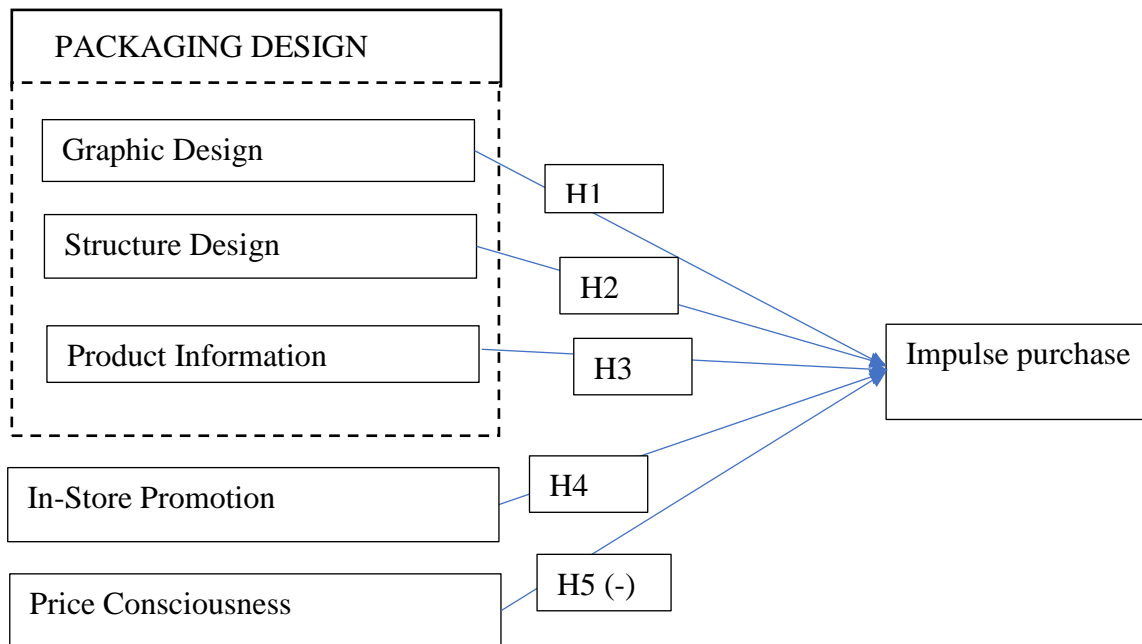 PACKAGING DESIGN
Graphic Design
H1
Structure Design
H2
Product Information
H3
Impulse purchase
In-Store Promotion
H4
Price Consciousness
H5 (-)